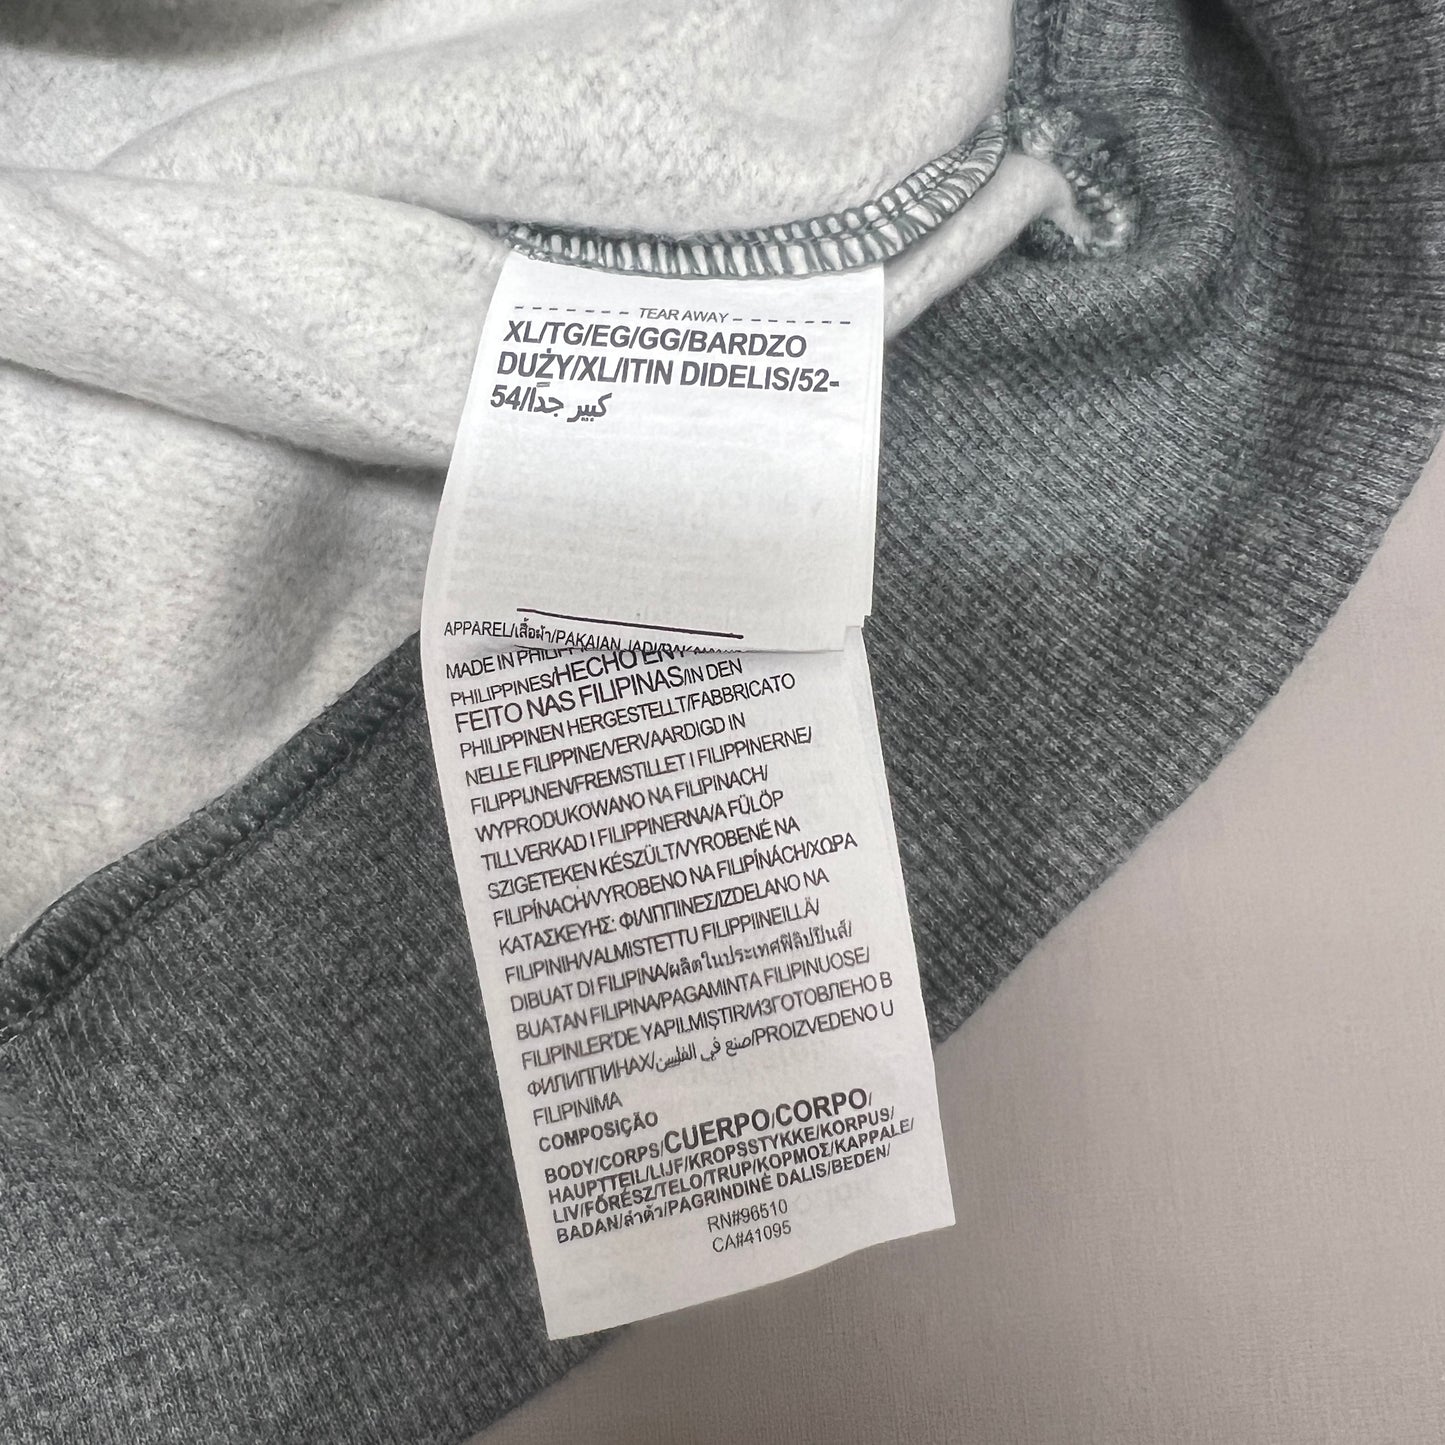 TEAR AWAY
XL/TG/EG/GG/BARDZO
DUŻY/XL/ITIN DIDELIS/52-
54/كبير جداً
APPAREL/เสื้อผ้า/PAKAIAN
MADE IN
PHILIPPINES/HECHO EN
FEITO NAS FILIPINAS/IN DEN
PHILIPPINEN HERGESTELLT/FABBRICATO
NELLE FILIPPINE/VERVAARDIGD IN
FILIPPIJNEN/FREMSTILLET I FILIPPINERNE/
WYPRODUKOWANO NA FILIPINACH/
TILLVERKAD I FILIPPINERNA/A FÜLÖP
SZIGETEKEN KÉSZÜLT/VYROBENÉ NA
FILIPÍNACH/VYROBENO NA FILIPÍNÁCH/ΧΩΡΑ
ΚΑΤΑΣΚΕΥΗΣ: ΦΙΛΙΠΠΙΝΕΣ/IZDELANO NA
FILIPINIH/VALMISTETTU FILIPPIINEILLÄ/
DIBUAT DI FILIPINA/ผลิตในประเทศฟิลิปปินส์/
BUATAN FILIPINA/PAGAMINTA FILIPINUOSE/
FILIPINLER'DE YAPILMIŞTIR/ИЗГОТОВЛЕНО В
ФИЛИППИНАХ/صنع في الفلبين/PROIZVEDENO U
FILIPINIMA
COMPOSIÇÃO
BODY/CORPS/CUERPO/CORPO/
HAUPTTEIL/LIJF/KROPSSTYKKE/KORPUS/
LIV/FŐRÉSZ/TELO/TRUP/ΚΟΡΜΟΣ/KAPPALE/
BADAN/ลำตัว/PAGRINDINĖ DALIS/BEDEN/
RN#96510
CA#41095